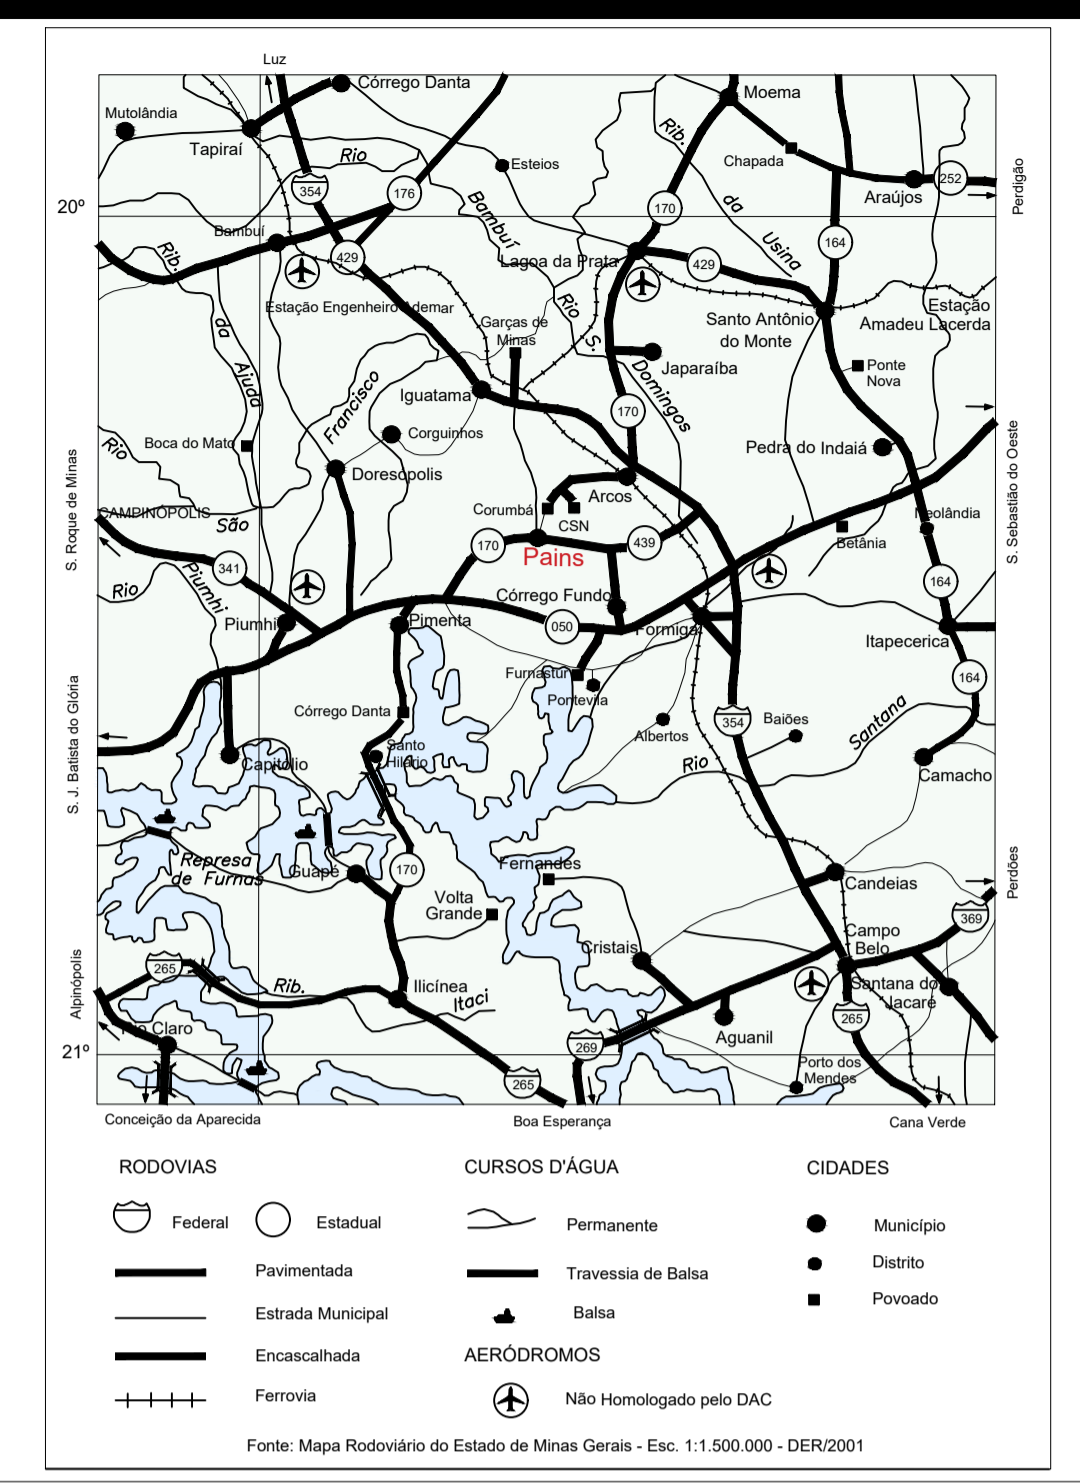 Luz
Córrego Danta
Mutolândia
Moema
Tapiraí
Rio
Rib.
Esteios
Chapada
354
176
252
Araújos
Perdigão
20º
170
da
Bambuí
Bambuí
Usina
164
Rib.
429
Lagoa da Prata
429
Estação Engenheiro Ademar
Rio
Estação
Amadeu Lacerda
Garças de
Minas
Santo Antônio
do Monte
da
S.
Japaraíba
Domingos
Ponte
Nova
Ajuda
Francisco
Iguatama
170
Corguinhos
Boca do Mato
Rio
Pedra do Indaiá
Doresópolis
S. Roque de Minas
S. Sebastião do Oeste
Arcos
CAMPINÓPOLIS
São
Corumbá
CSN
Neolândia
Betânia
170
439
Pains
341
Piumhi
Rio
164
Córrego Fundo
Piumhi
Pimenta
050
Formiga
Itapecerica
Furnastur
Pontevila
164
S. J. Batista do Glória
Córrego Danta
354
Baiões
Santana
Albertos
Santo
Hilário
Capitólio
Rio
Camacho
Represa
de Furnas
Guapé
170
Fernandes
Candeias
Perdões
Volta
Grande
369
Campo
Belo
Cristais
265
Alpinópolis
Rib.
Ilicínea
Itaci
Santana do
Jacaré
265
Rio Claro
Aguanil
21º
269
265
Porto dos
Mendes
Conceição da Aparecida
Boa Esperança
Cana Verde
RODOVIAS
CURSOS D'ÁGUA
CIDADES
Federal
Estadual
Permanente
Município
Pavimentada
Travessia de Balsa
Distrito
Estrada Municipal
Balsa
Povoado
Encascalhada
AERÓDROMOS
Ferrovia
Não Homologado pelo DAC
Fonte: Mapa Rodoviário do Estado de Minas Gerais - Esc. 1:1.500.000 - DER/2001